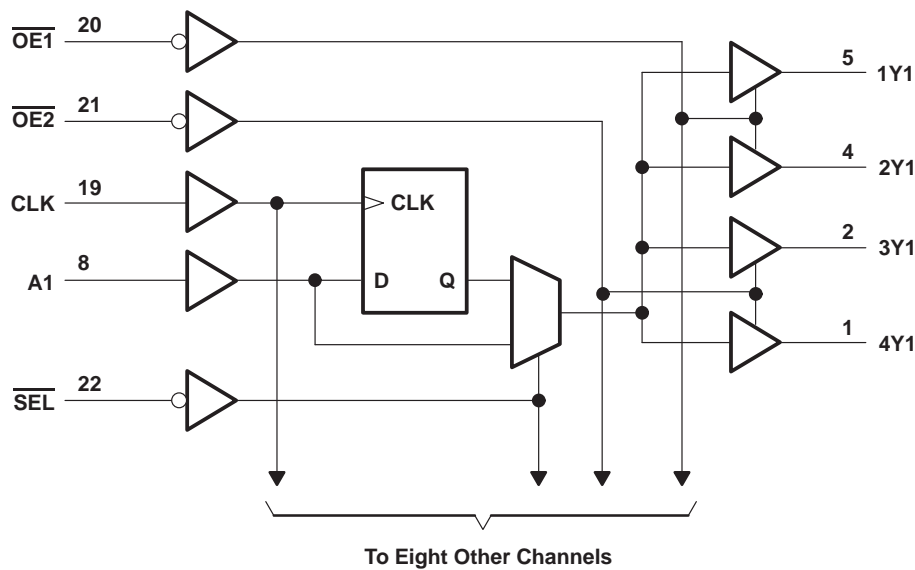 OE1 20
OE2 21
CLK 19
A1 8
SEL 22
CLK
D Q
5 1Y1
4 2Y1
2 3Y1
1 4Y1
To Eight Other Channels